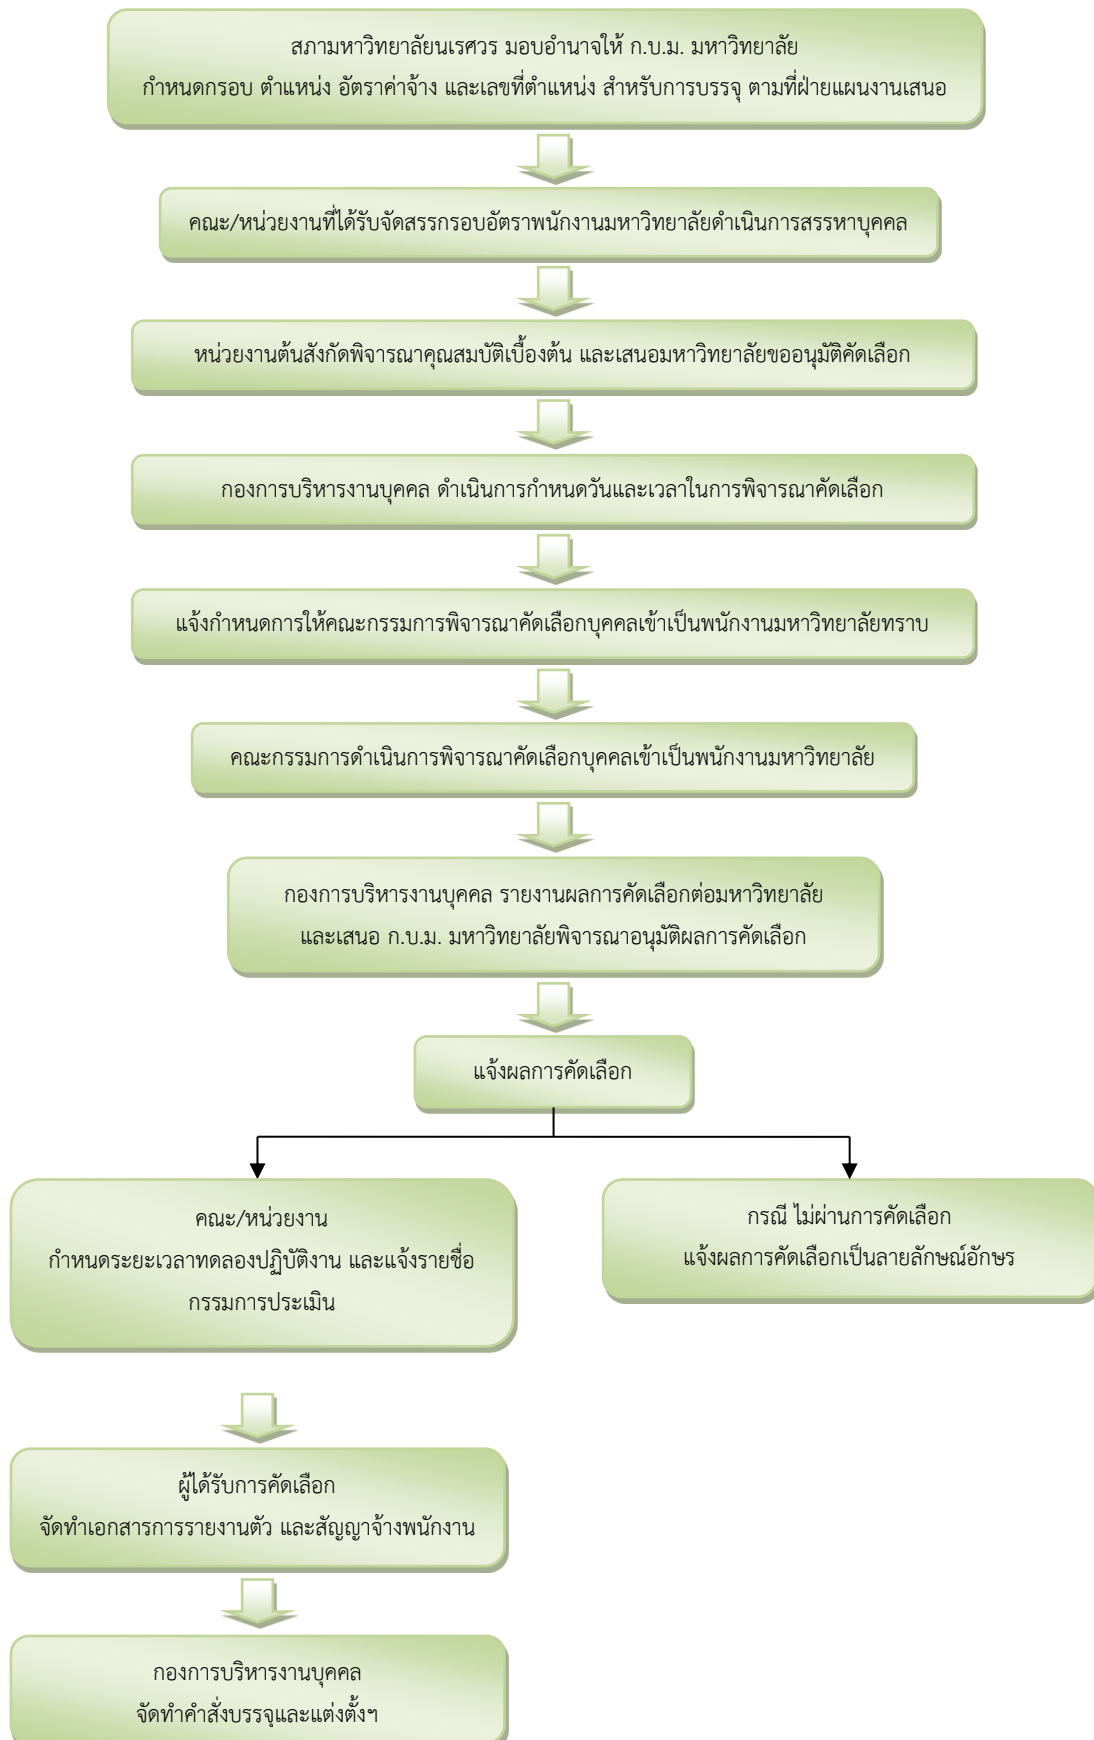 สภามหาวิทยาลัยนเรศวร มอบอำนาจให้ ก.บ.ม. มหาวิทยาลัย
กำหนดกรอบ ตำแหน่ง อัตราค่าจ้าง และเลขที่ตำแหน่ง สำหรับการบรรจุ ตามที่ฝ่ายแผนงานเสนอ
คณะ/หน่วยงานที่ได้รับจัดสรรกรอบอัตราพนักงานมหาวิทยาลัยดำเนินการสรรหาบุคคล
หน่วยงานต้นสังกัดพิจารณาคุณสมบัติเบื้องต้น และเสนอมหาวิทยาลัยขออนุมัติคัดเลือก
กองการบริหารงานบุคคล ดำเนินการกำหนดวันและเวลาในการพิจารณาคัดเลือก
แจ้งกำหนดการให้คณะกรรมการพิจารณาคัดเลือกบุคคลเข้าเป็นพนักงานมหาวิทยาลัยทราบ
คณะกรรมการดำเนินการพิจารณาคัดเลือกบุคคลเข้าเป็นพนักงานมหาวิทยาลัย
กองการบริหารงานบุคคล รายงานผลการคัดเลือกต่อมหาวิทยาลัย
และเสนอ ก.บ.ม. มหาวิทยาลัยพิจารณาอนุมัติผลการคัดเลือก
แจ้งผลการคัดเลือก
คณะ/หน่วยงาน
กำหนดระยะเวลาทดลองปฏิบัติงาน และแจ้งรายชื่อ
กรรมการประเมิน
กรณี ไม่ผ่านการคัดเลือก
แจ้งผลการคัดเลือกเป็นลายลักษณ์อักษร
ผู้ได้รับการคัดเลือก
จัดทำเอกสารการรายงานตัว และสัญญาจ้างพนักงาน
กองการบริหารงานบุคคล
จัดทำคำสั่งบรรจุและแต่งตั้งฯ